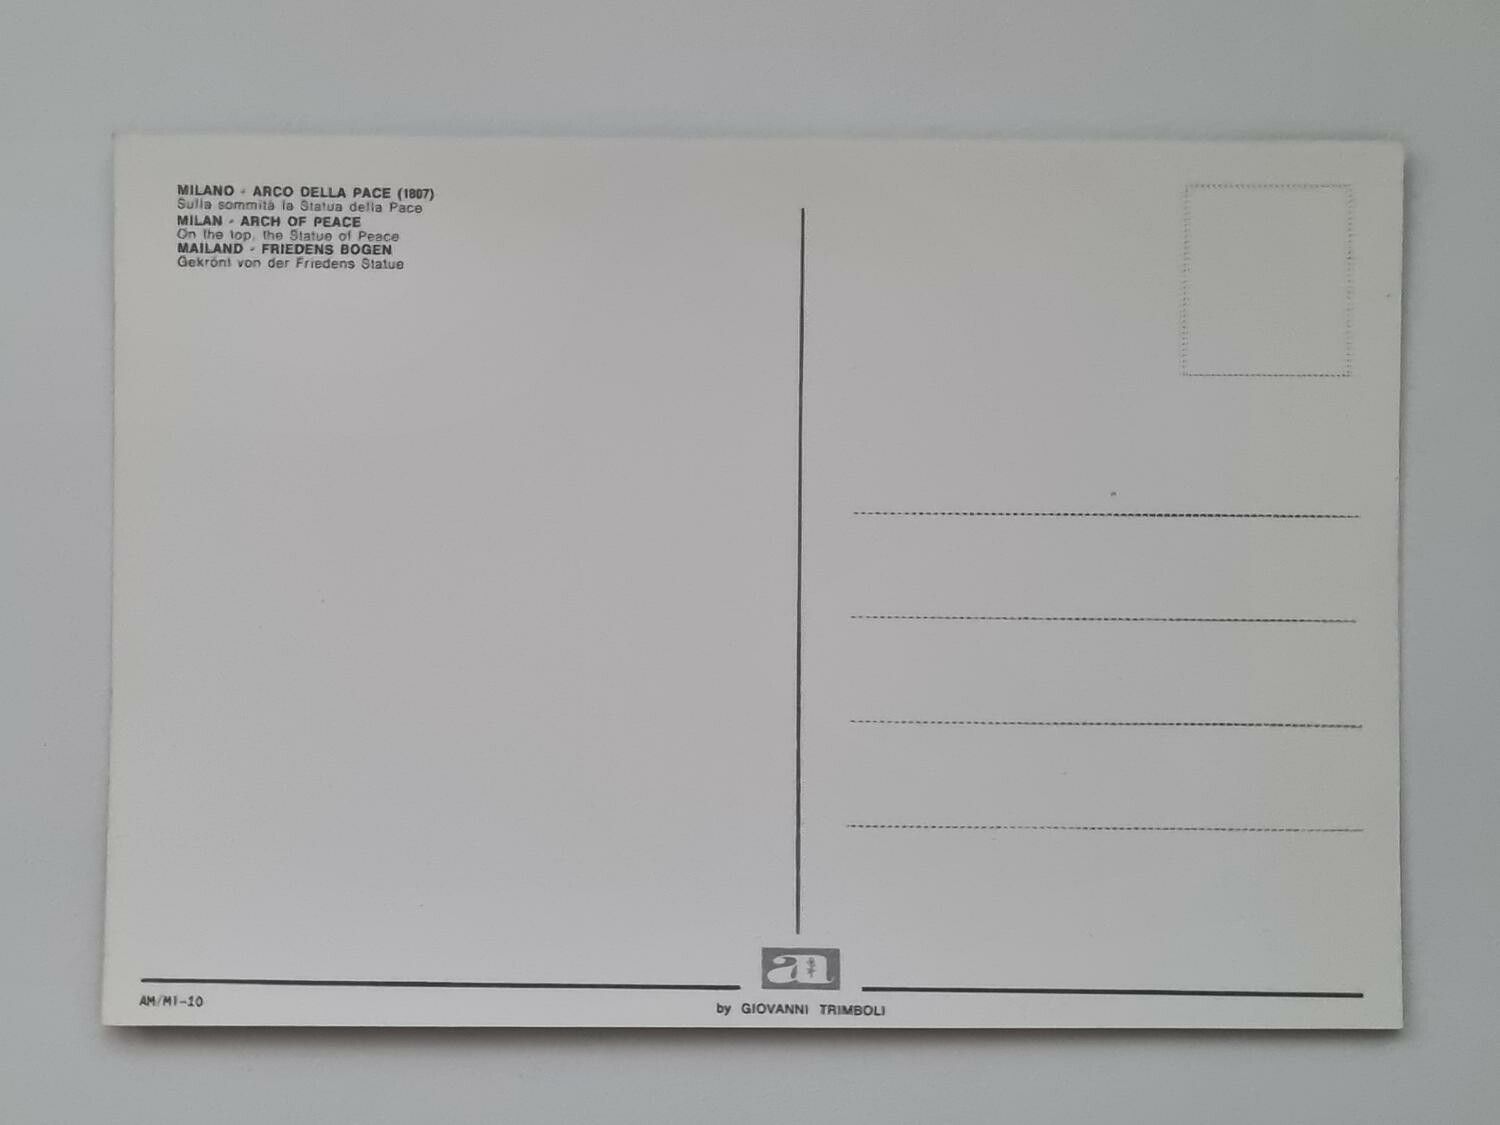 MILANO - ARCO DELLA PACE (1807)
Sulla sommità la Statua della Pace
MILAN - ARCH OF PEACE
On the top, the Statue of Peace
MAILAND - FRIEDENS BOGEN
Gekrönt von der Friedens Statue
am
AM/MI-10
by GIOVANNI TRIMBOLI